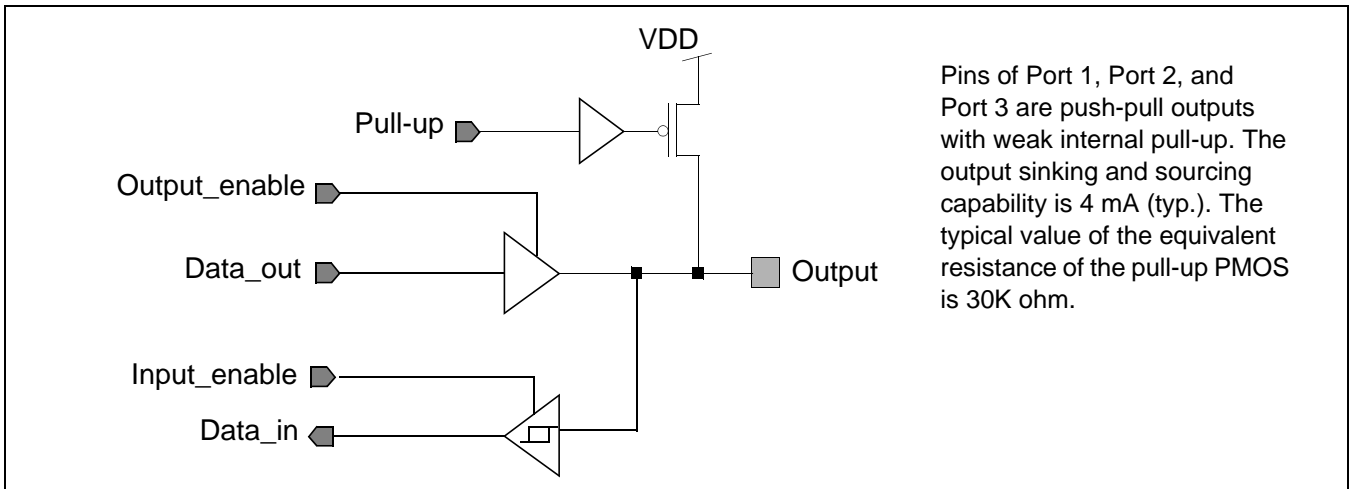 VDD
Pull-up
Output_enable
Data_out
Output
Input_enable
Data_in
Pins of Port 1, Port 2, and
Port 3 are push-pull outputs
with weak internal pull-up. The
output sinking and sourcing
capability is 4 mA (typ.). The
typical value of the equivalent
resistance of the pull-up PMOS
is 30K ohm.